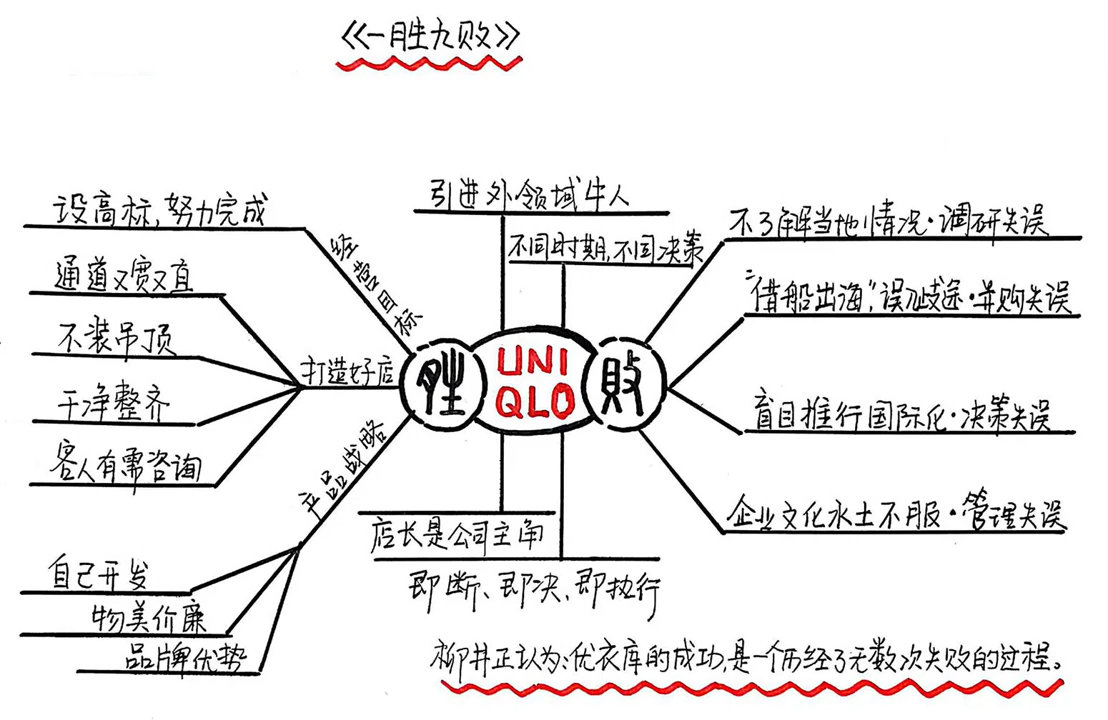 《一胜九败》
设高标,努力完成
经营目标
通道又宽又直
不装吊顶
干净整齐
客人有需咨询
打造好店
产品战略
自己开发
物美价廉
品牌优势
引进外领域牛人
不同时期,不同决策
胜
UNI
QLO
敗
店长是公司主角
即断、即决、即执行
不了解当地情况·调研失误
"借船出海",误入歧途·并购失误
盲目推行国际化·决策失误
企业文化水土不服·管理失误
柳井正认为:优衣库的成功,是一个历经了无数次失败的过程。